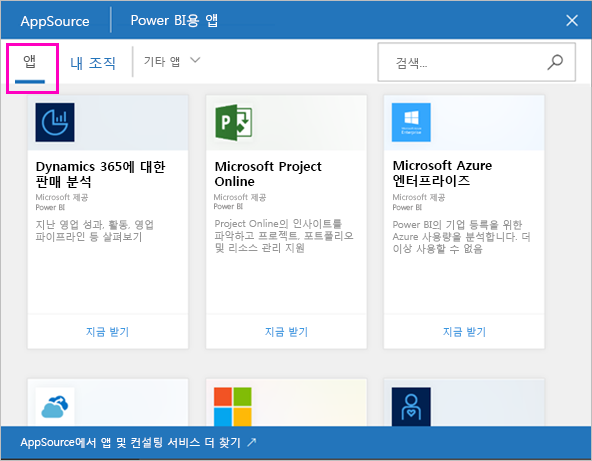 AppSource Power BI용 앱
앱 내 조직 기타 앱 검색...
Dynamics 365에 대한
판매 분석
Microsoft 제공
Power BI
지난 영업 성과, 활동, 영업
파이프라인 등 살펴보기
지금 받기
Microsoft Project
Online
Microsoft 제공
Power BI
Project Online의 인사이트를
파악하고 프로젝트, 포트폴리오
및 리소스 관리 지원
지금 받기
Microsoft Azure
Enterprise
Microsoft Azure
엔터프라이즈
Microsoft 제공
Power BI
Power BI의 기업 등록을 위한
Azure 사용량을 분석합니다. 더
이상 사용할 수 없음
지금 받기
AppSource에서 앱 및 컨설팅 서비스 더 찾기